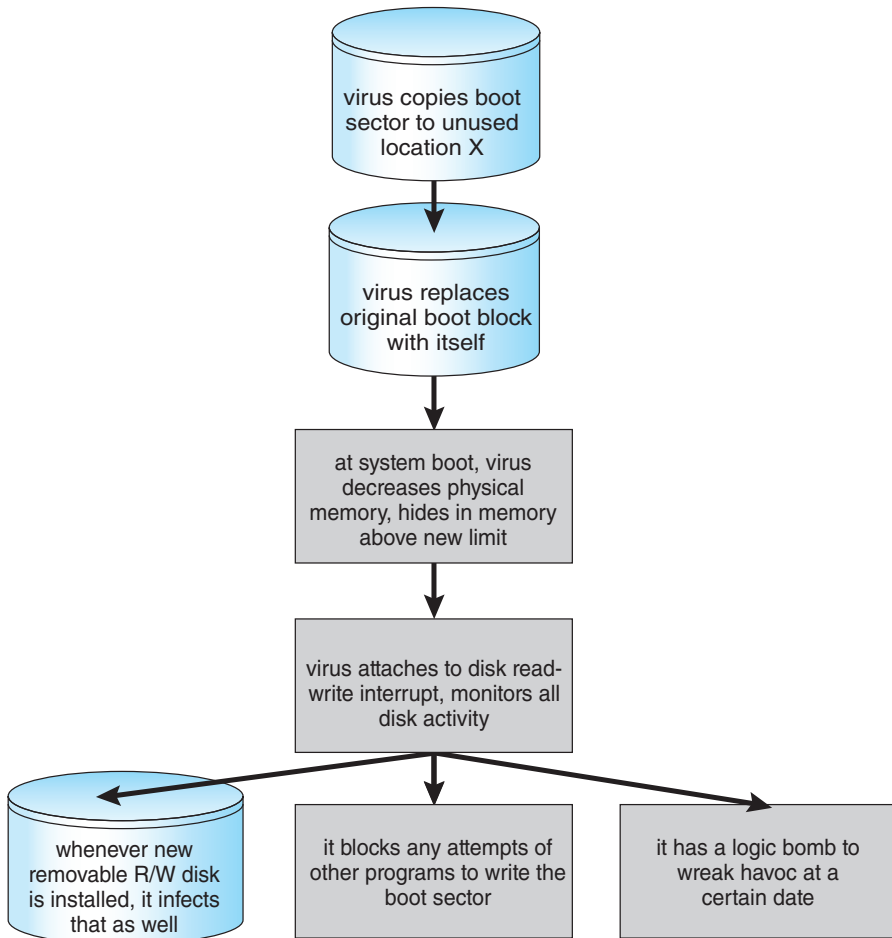 virus copies boot
sector to unused
location X
virus replaces
original boot block
with itself
at system boot, virus
decreases physical
memory, hides in memory
above new limit
virus attaches to disk read-
write interrupt, monitors all
disk activity
whenever new
removable R/W disk
is installed, it infects
that as well
it blocks any attempts of
other programs to write the
boot sector
it has a logic bomb to
wreak havoc at a
certain date